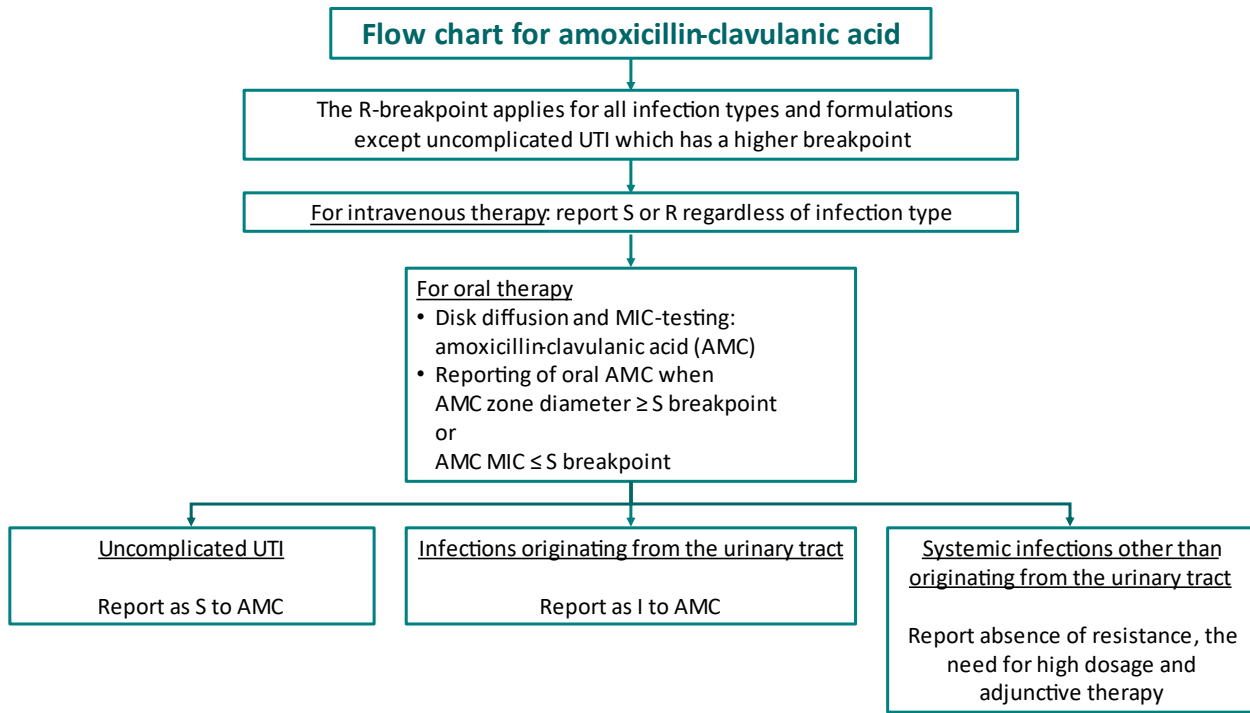 Flow chart for amoxicillin-clavulanic acid
The R-breakpoint applies for all infection types and formulations
except uncomplicated UTI which has a higher breakpoint
For intravenous therapy: report S or R regardless of infection type
For oral therapy
• Disk diffusion and MIC-testing:
amoxicillin-clavulanic acid (AMC)
• Reporting of oral AMC when
AMC zone diameter ≥ S breakpoint
or
AMC MIC ≤ S breakpoint
Uncomplicated UTI
Report as S to AMC
Infections originating from the urinary tract
Report as I to AMC
Systemic infections other than
originating from the urinary tract
Report absence of resistance, the
need for high dosage and
adjunctive therapy